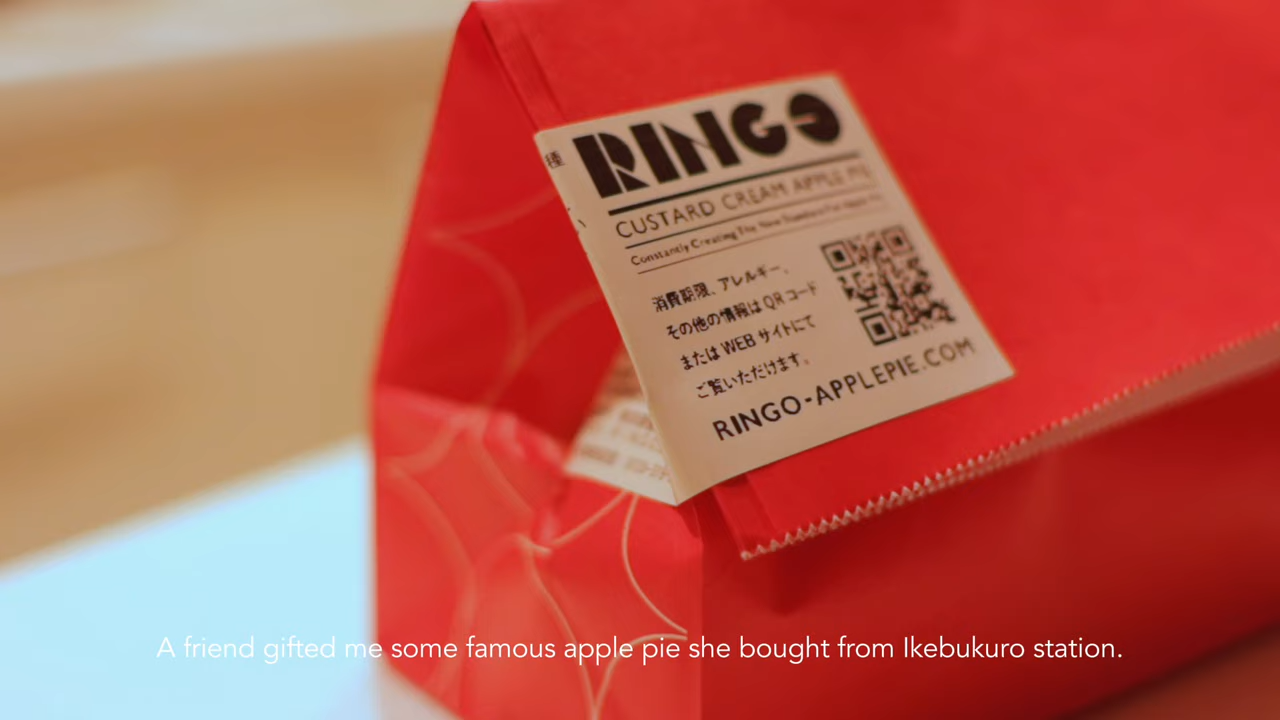 RINGO
CUSTARD CREAM APPLE PIE
Constantly Creating The New Standard For Apple Pie
種
消費期限、アレルギー、
その他の情報はQRコード
またはWEBサイトにて
ご覧いただけます。
RINGO-APPLEPIE.COM
A friend gifted me some famous apple pie she bought from Ikebukuro station.